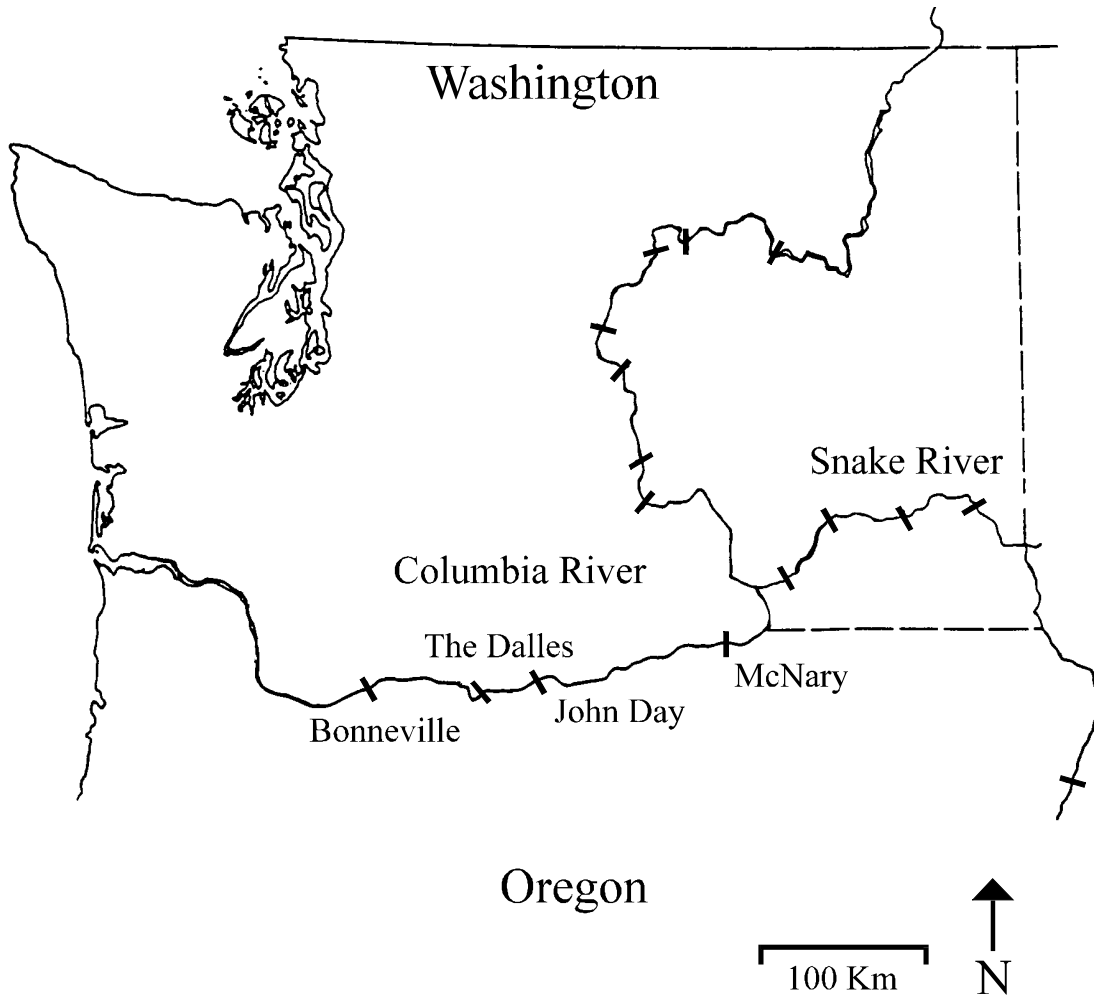 Washington
Snake River
Columbia River
The Dalles
McNary
John Day
Bonneville
Oregon
100 Km
N